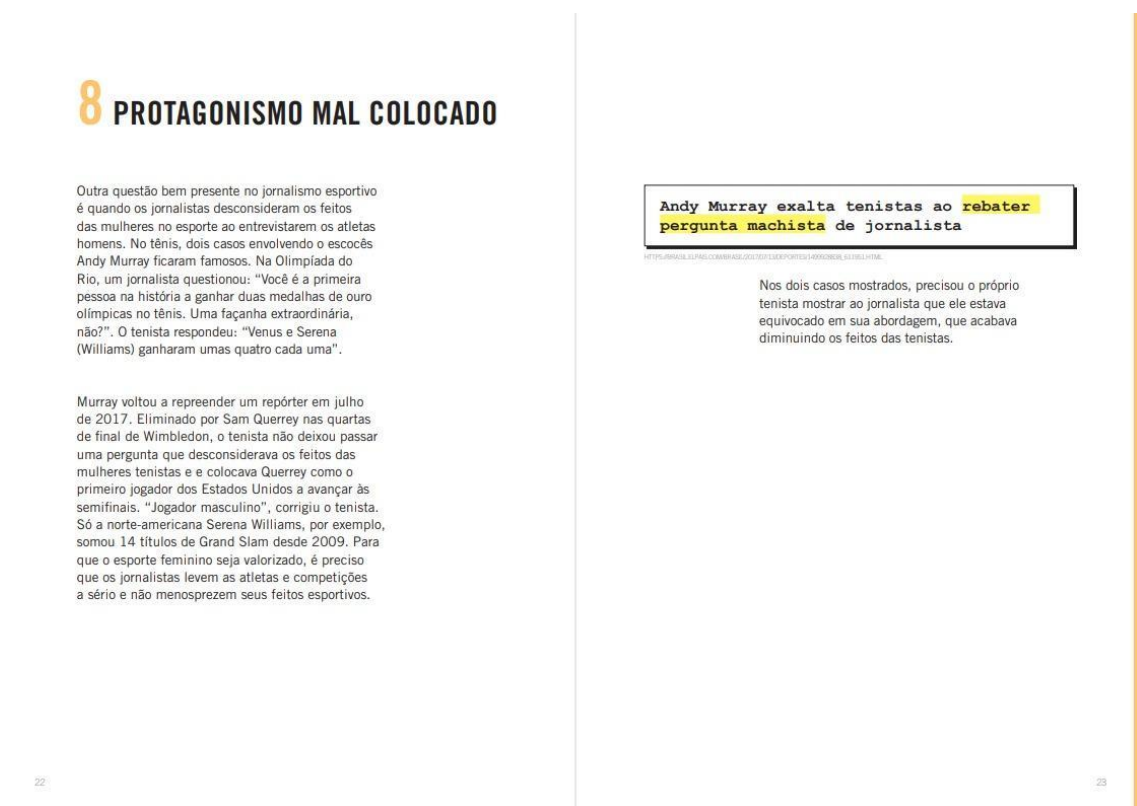 8 PROTAGONISMO MAL COLOCADO
Outra questão bem presente no jornalismo esportivo
é quando os jornalistas desconsideram os feitos
das mulheres no esporte ao entrevistarem os atletas
homens. No tênis, dois casos envolvendo o escocês
Andy Murray ficaram famosos. Na Olimpíada do
Rio, um jornalista questionou: “Você é a primeira
pessoa na história a ganhar duas medalhas de ouro
olímpicas no tênis. Uma façanha extraordinária,
não?”. O tenista respondeu: “Venus e Serena
(Williams) ganharam umas quatro cada uma”.
Murray voltou a repreender um repórter em julho
de 2017. Eliminado por Sam Querrey nas quartas
de final de Wimbledon, o tenista não deixou passar
uma pergunta que desconsiderava os feitos das
mulheres tenistas e e colocava Querrey como o
primeiro jogador dos Estados Unidos a avançar às
semifinais. “Jogador masculino”, corrigiu o tenista.
Só a norte-americana Serena Williams, por exemplo,
somou 14 títulos de Grand Slam desde 2009. Para
que o esporte feminino seja valorizado, é preciso
que os jornalistas levem as atletas e competições
a sério e não menosprezem seus feitos esportivos.
22
Andy Murray exalta tenistas ao rebater
pergunta machista de jornalista
Nos dois casos mostrados, precisou o próprio
tenista mostrar ao jornalista que ele estava
equivocado em sua abordagem, que acabava
diminuindo os feitos das tenistas.
23